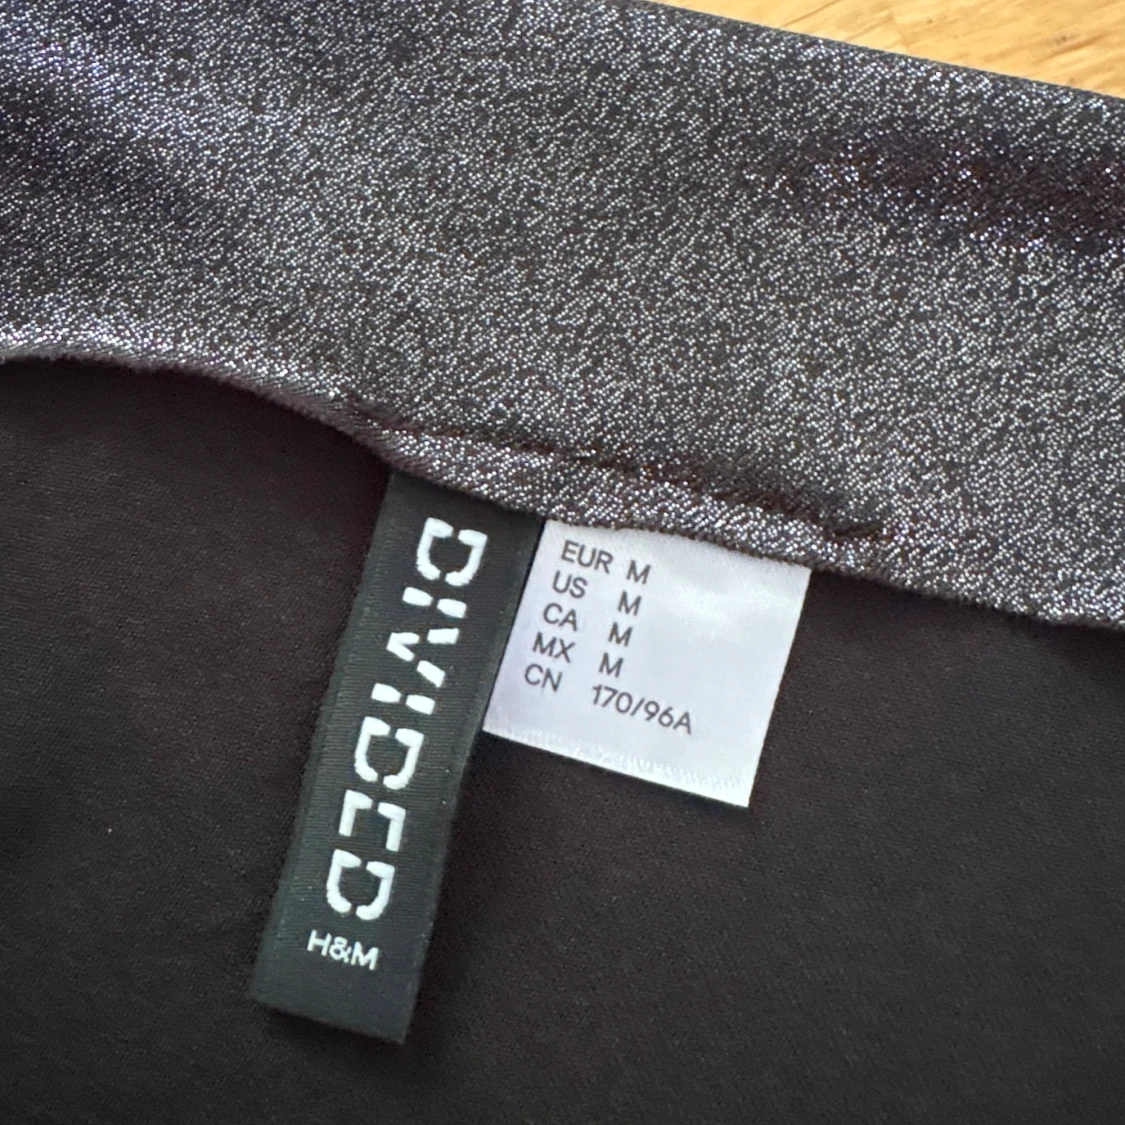 DIVIDED
H&M
EUR M
US M
CA M
MX M
CN 170/96A